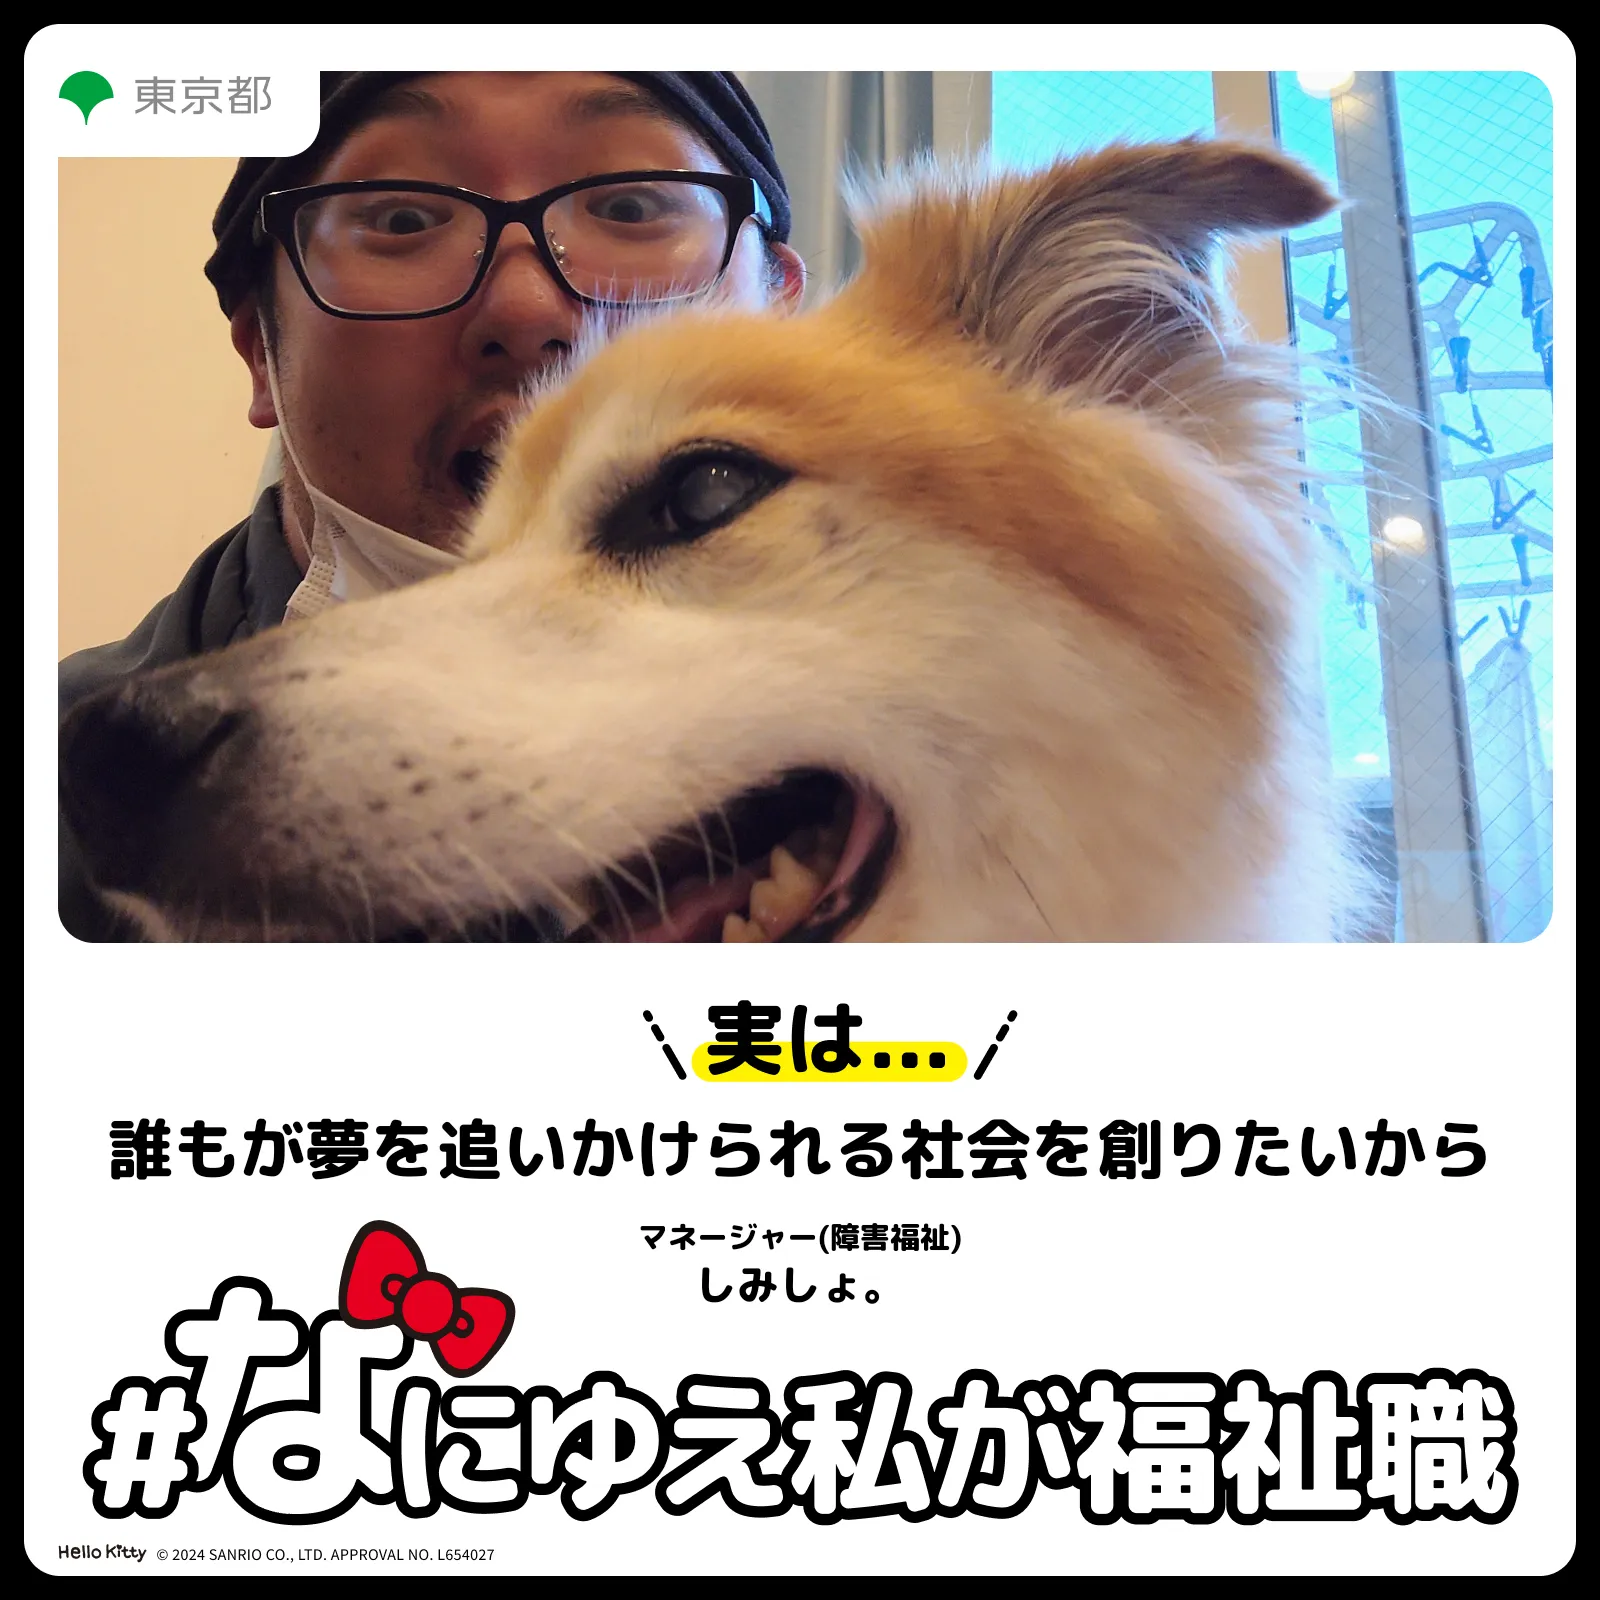 東京都
実は...
誰もが夢を追いかけられる社会を創りたいから
マネージャー(障害福祉)
しみしょ。
#なにゆえ私が福祉職
Hello Kitty © 2024 SANRIO CO., LTD. APPROVAL NO. L654027